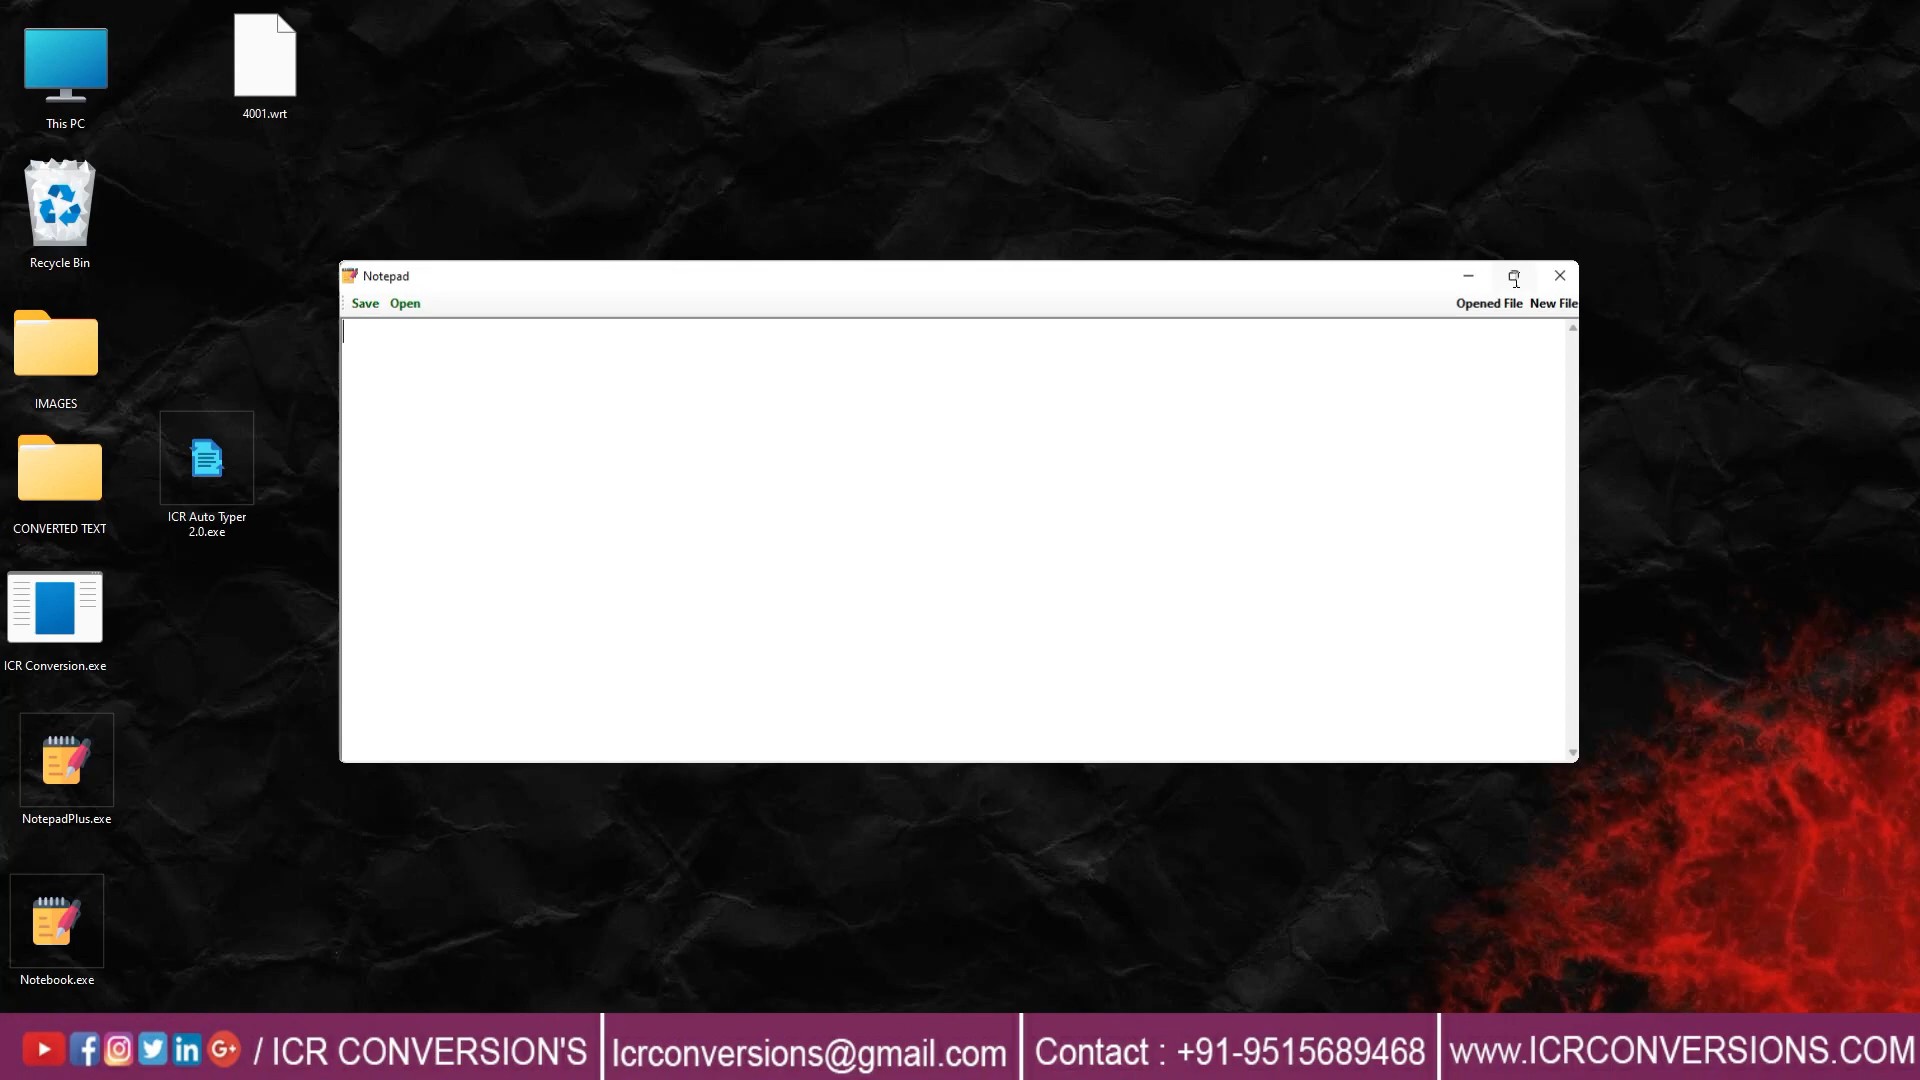 This PC
4001.wrt
Recycle Bin
Notepad
Save Open
Opened File New File
IMAGES
CONVERTED TEXT
ICR Auto Typer
2.0.exe
ICR Conversion.exe
NotepadPlus.exe
Notebook.exe
/ ICR CONVERSION'S
Icrconversions@gmail.com
Contact : +91-9515689468
www.ICRCONVERSIONS.COM